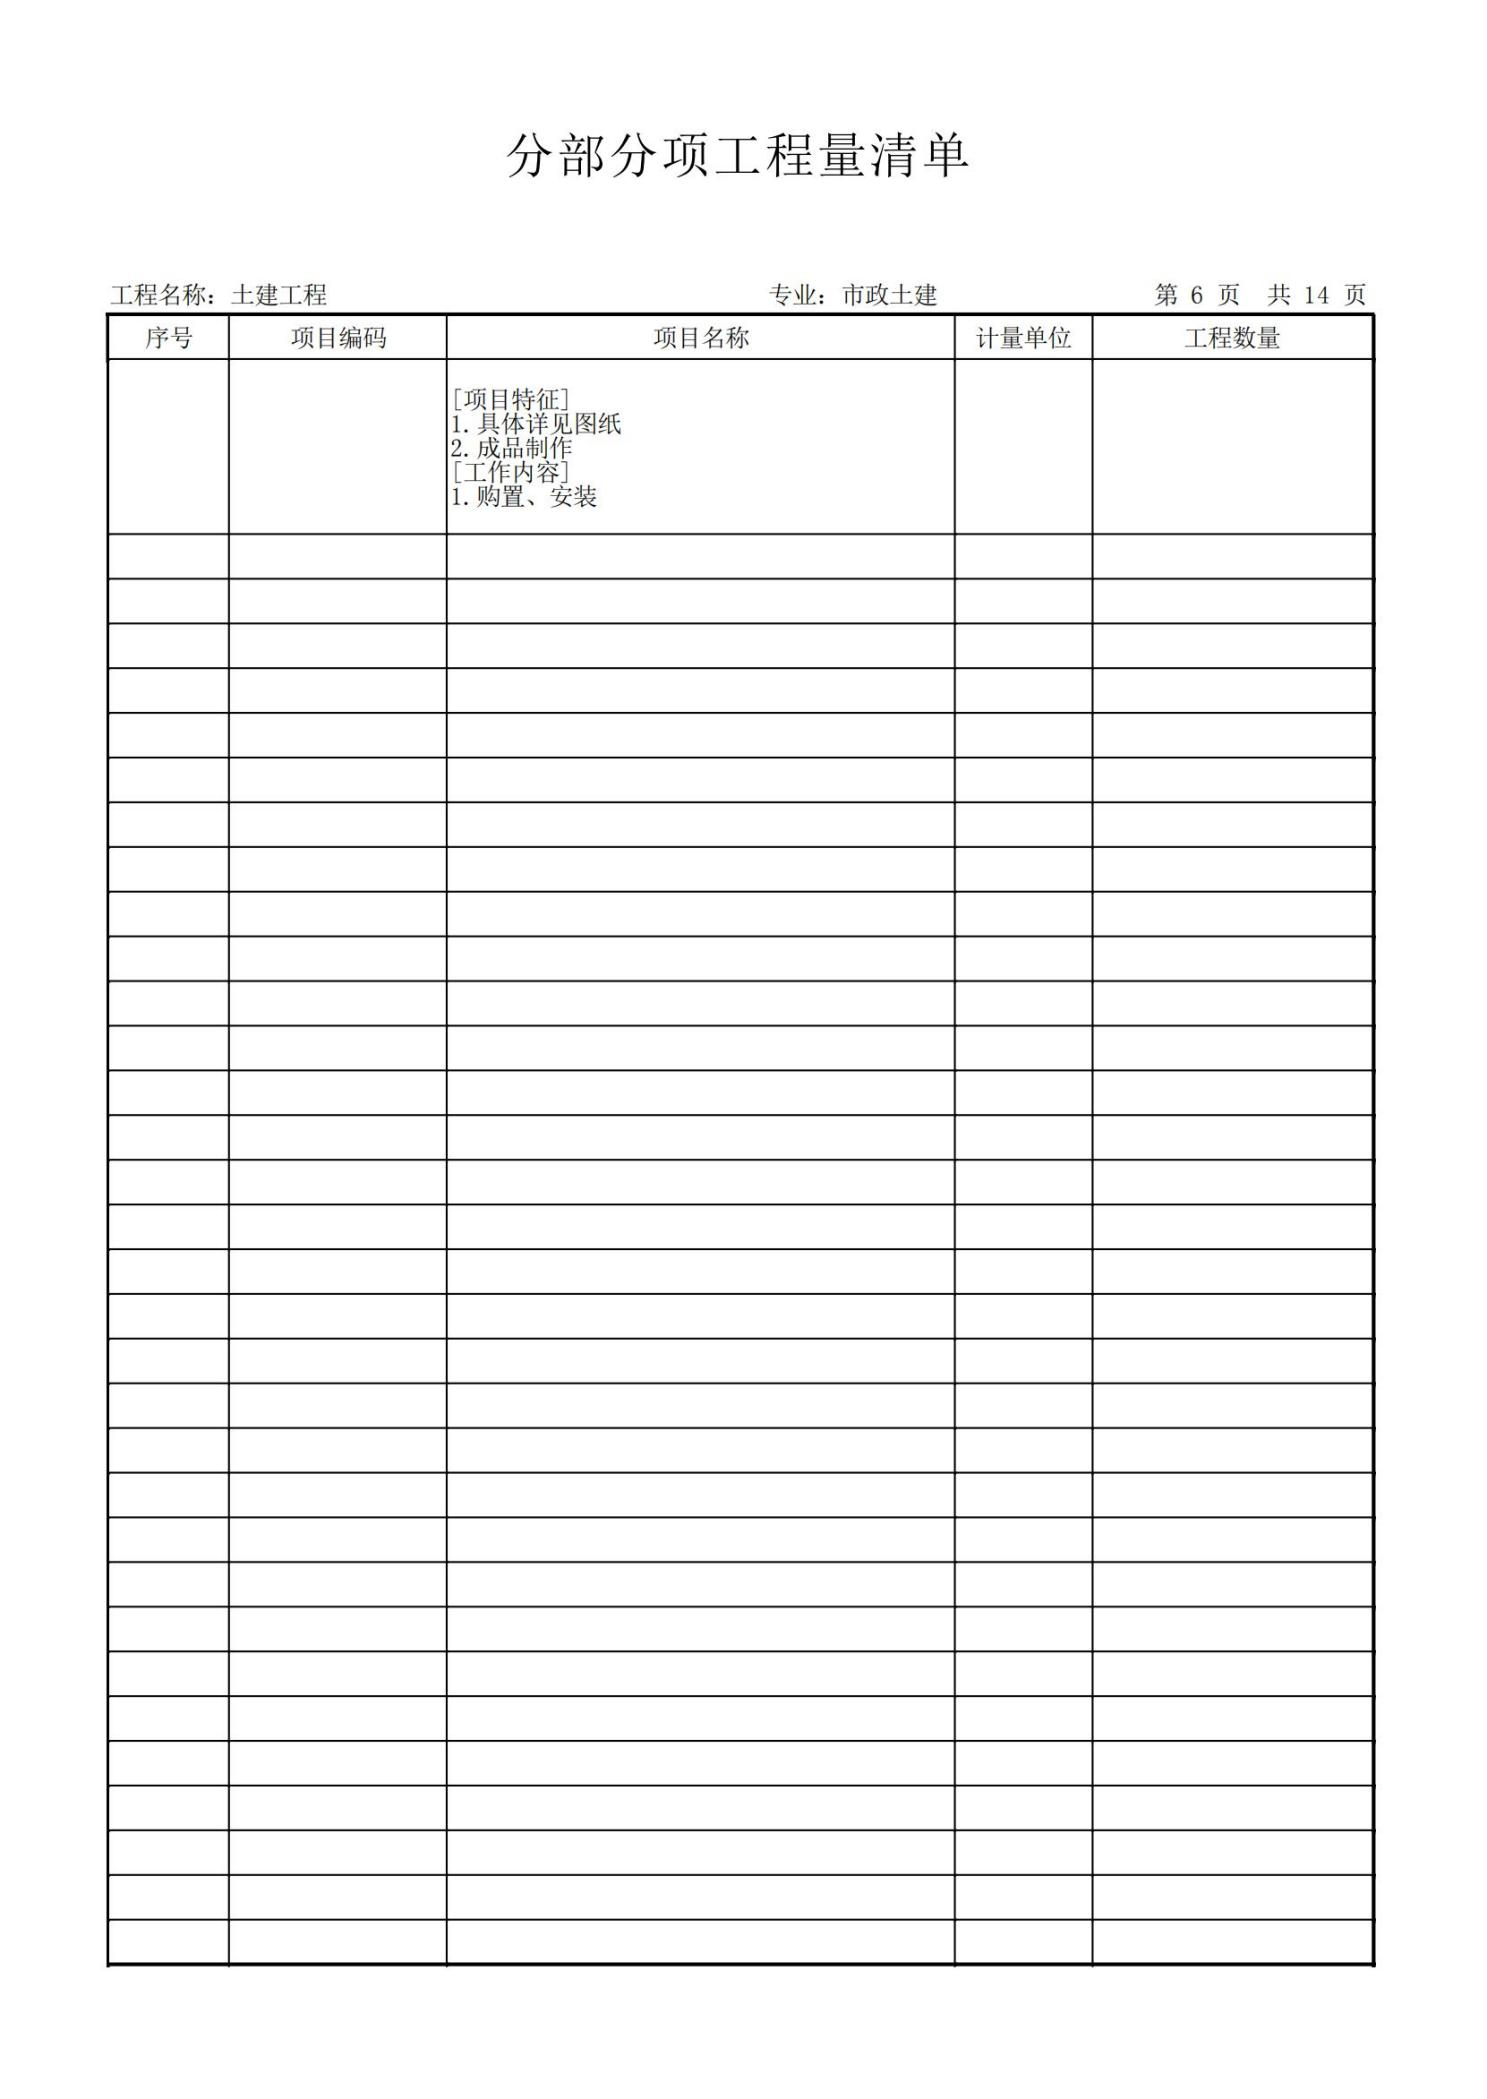 分部分项工程量清单
工程名称：土建工程 专业：市政土建 第 6 页 共 14 页
序号 项目编码 项目名称 计量单位 工程数量
[项目特征]
1.具体详见图纸
2.成品制作
[工作内容]
1.购置、安装